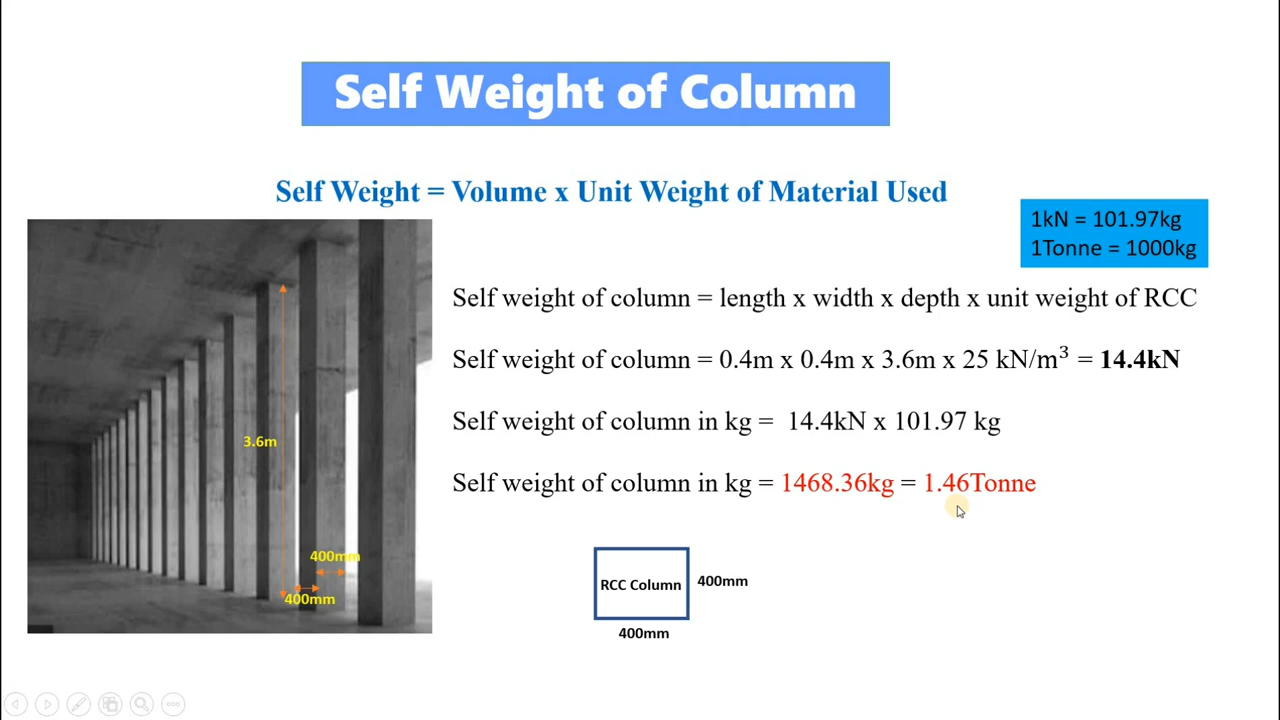 Self Weight of Column
Self Weight = Volume x Unit Weight of Material Used
1kN = 101.97kg
1Tonne = 1000kg
Self weight of column = length x width x depth x unit weight of RCC
Self weight of column = 0.4m x 0.4m x 3.6m x 25 kN/m³ = 14.4kN
Self weight of column in kg = 14.4kN x 101.97 kg
Self weight of column in kg = 1468.36kg = 1.46Tonne
3.6m
400mm
400mm
RCC Column
400mm
400mm